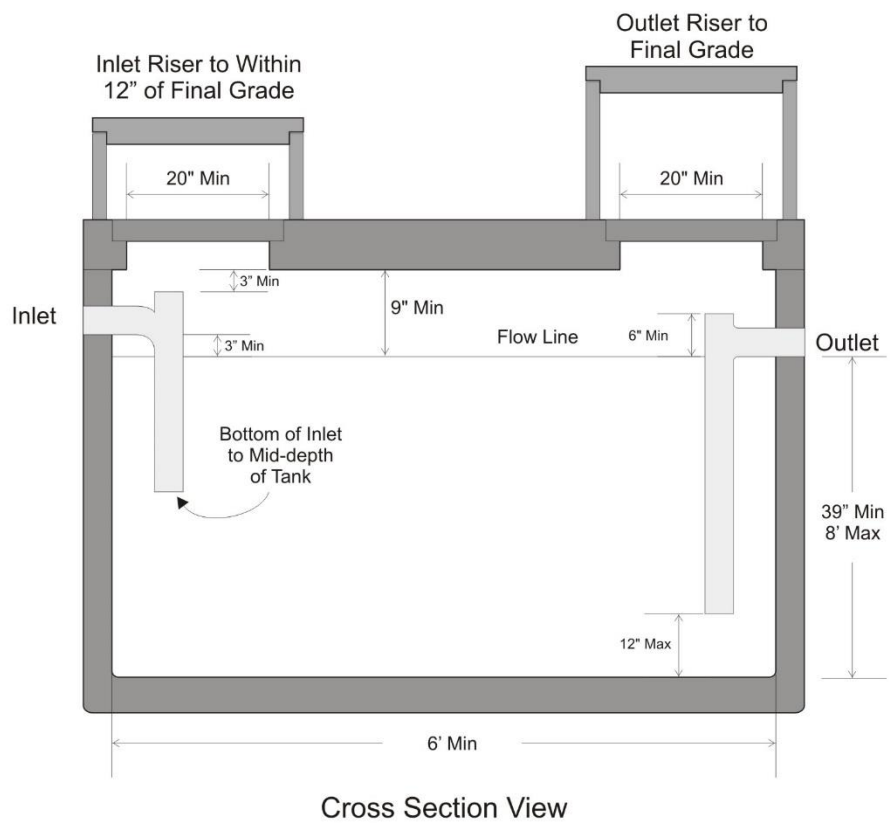 Outlet Riser to
Final Grade
Inlet Riser to Within
12” of Final Grade
20" Min
20" Min
3” Min
9" Min
Inlet
3” Min
Flow Line
6" Min
Outlet
Bottom of Inlet
to Mid-depth
of Tank
39” Min
8’ Max
12" Max
6’ Min
Cross Section View